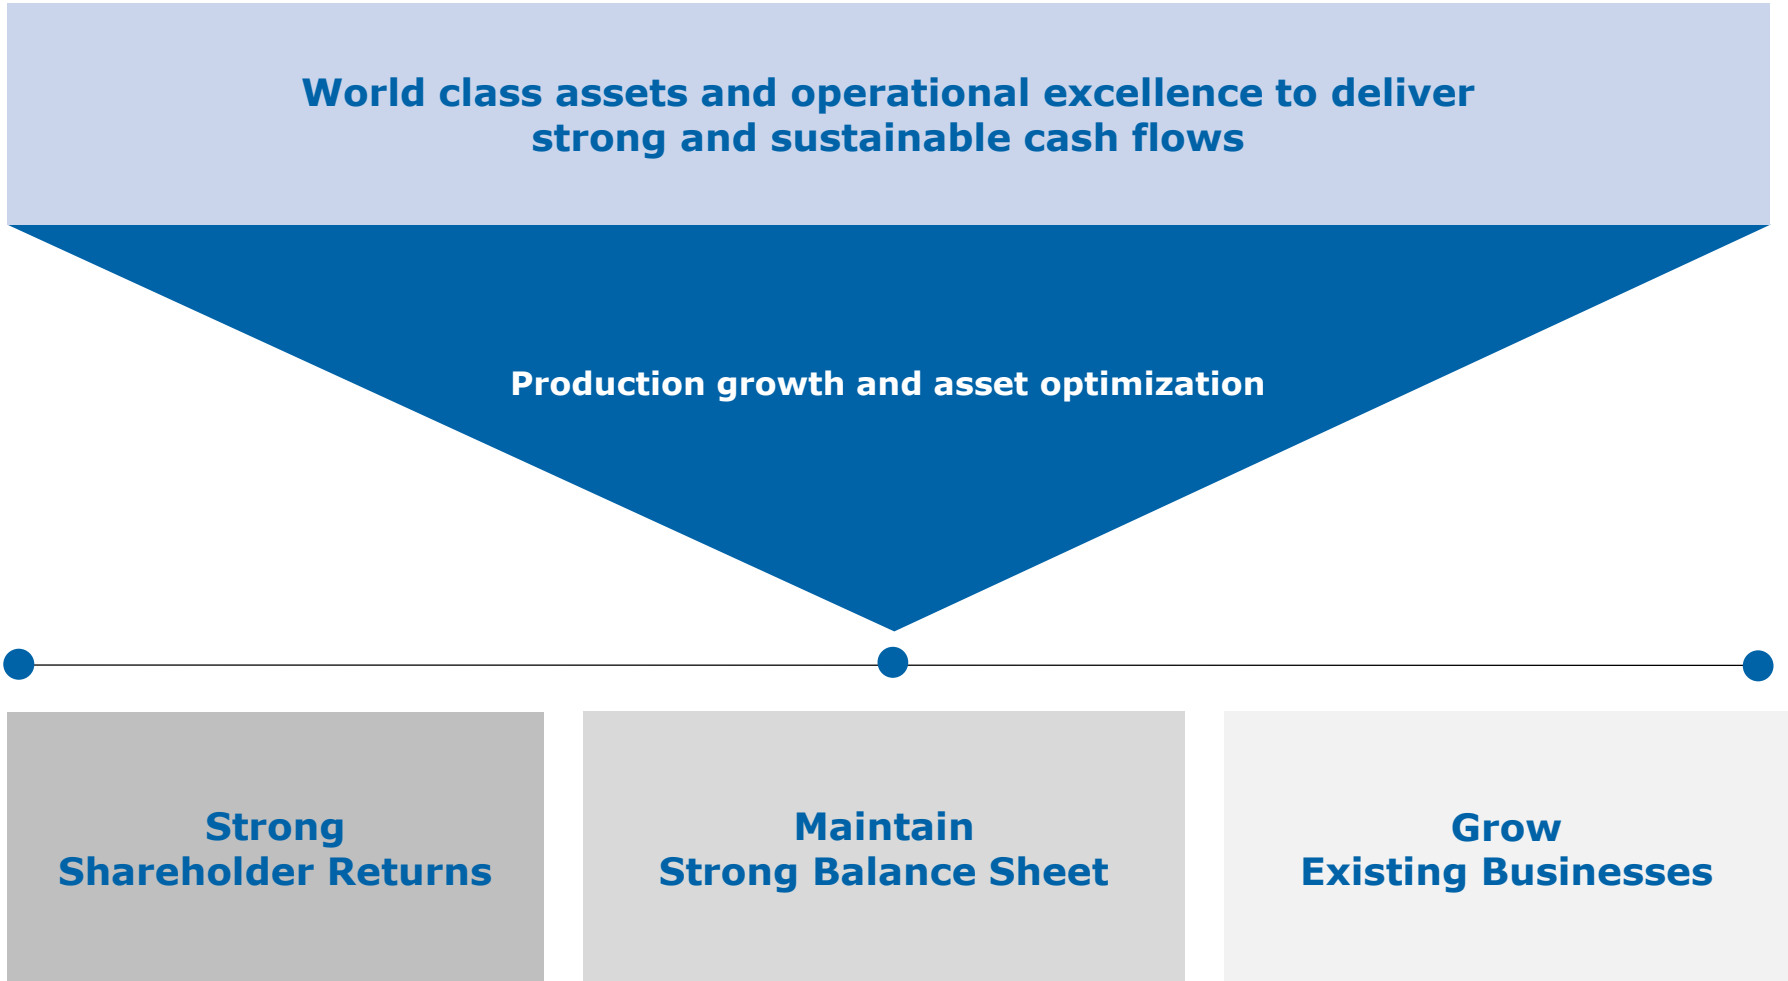 World class assets and operational excellence to deliver
strong and sustainable cash flows
Production growth and asset optimization
Strong
Shareholder Returns
Maintain
Strong Balance Sheet
Grow
Existing Businesses